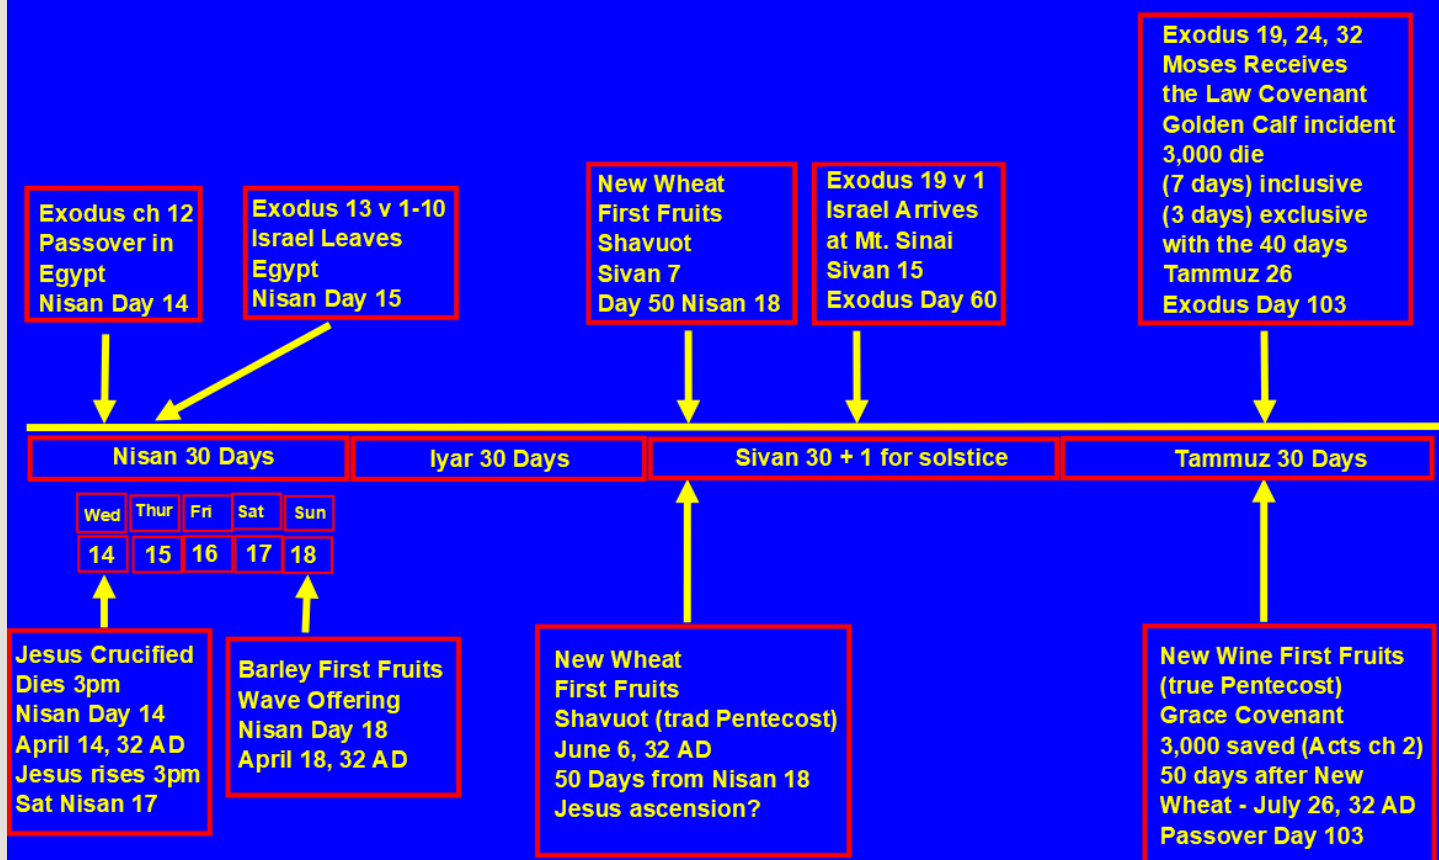 Exodus ch 12
Passover in
Egypt
Nisan Day 14
Exodus 13 v 1-10
Israel Leaves
Egypt
Nisan Day 15
New Wheat
First Fruits
Shavuot
Sivan 7
Day 50 Nisan 18
Exodus 19 v 1
Israel Arrives
at Mt. Sinai
Sivan 15
Exodus Day 60
Exodus 19, 24, 32
Moses Receives
the Law Covenant
Golden Calf incident
3,000 die
(7 days) inclusive
(3 days) exclusive
with the 40 days
Tammuz 26
Exodus Day 103
Nisan 30 Days
Iyar 30 Days
Sivan 30 + 1 for solstice
Tammuz 30 Days
Wed Thur Fri Sat Sun
14 15 16 17 18
Jesus Crucified
Dies 3pm
Nisan Day 14
April 14, 32 AD
Jesus rises 3pm
Sat Nisan 17
Barley First Fruits
Wave Offering
Nisan Day 18
April 18, 32 AD
New Wheat
First Fruits
Shavuot (trad Pentecost)
June 6, 32 AD
50 Days from Nisan 18
Jesus ascension?
New Wine First Fruits
(true Pentecost)
Grace Covenant
3,000 saved (Acts ch 2)
50 days after New
Wheat - July 26, 32 AD
Passover Day 103